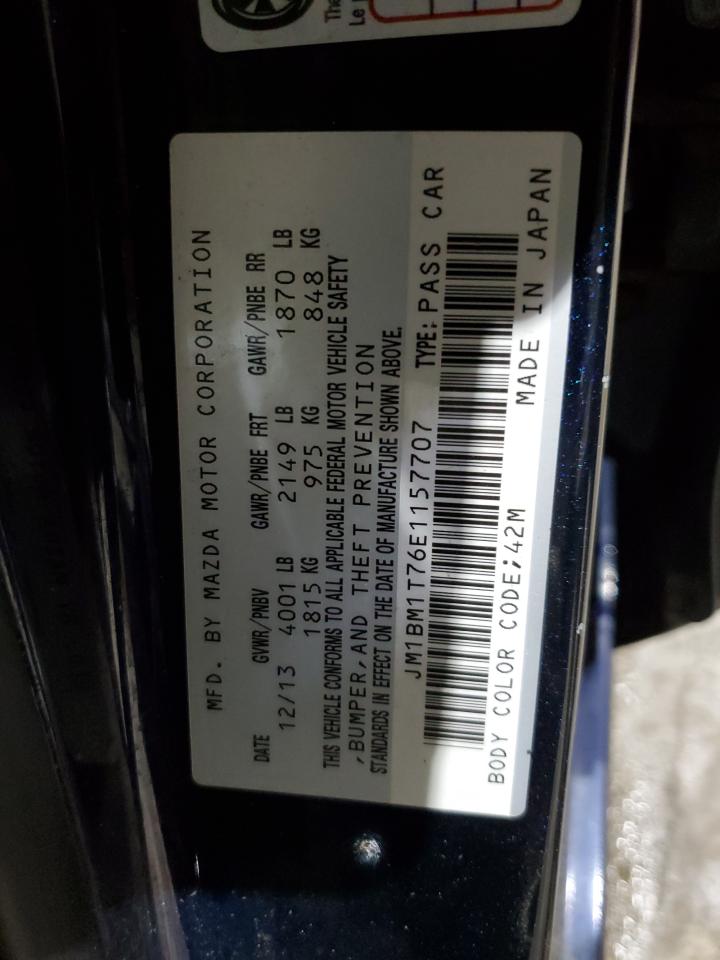 The
Le
MFD. BY MAZDA MOTOR CORPORATION
DATE GVWR/PNBV GAWR/PNBE FRT GAWR/PNBE RR
12/13 4001 LB 2149 LB 1870 LB
1815 KG 975 KG 848 KG
THIS VEHICLE CONFORMS TO ALL APPLICABLE FEDERAL MOTOR VEHICLE SAFETY
,BUMPER,AND THEFT PREVENTION
STANDARDS IN EFFECT ON THE DATE OF MANUFACTURE SHOWN ABOVE.
JM1BM1T76E1157707 TYPE: PASS CAR
BODY COLOR CODE;42M MADE IN JAPAN